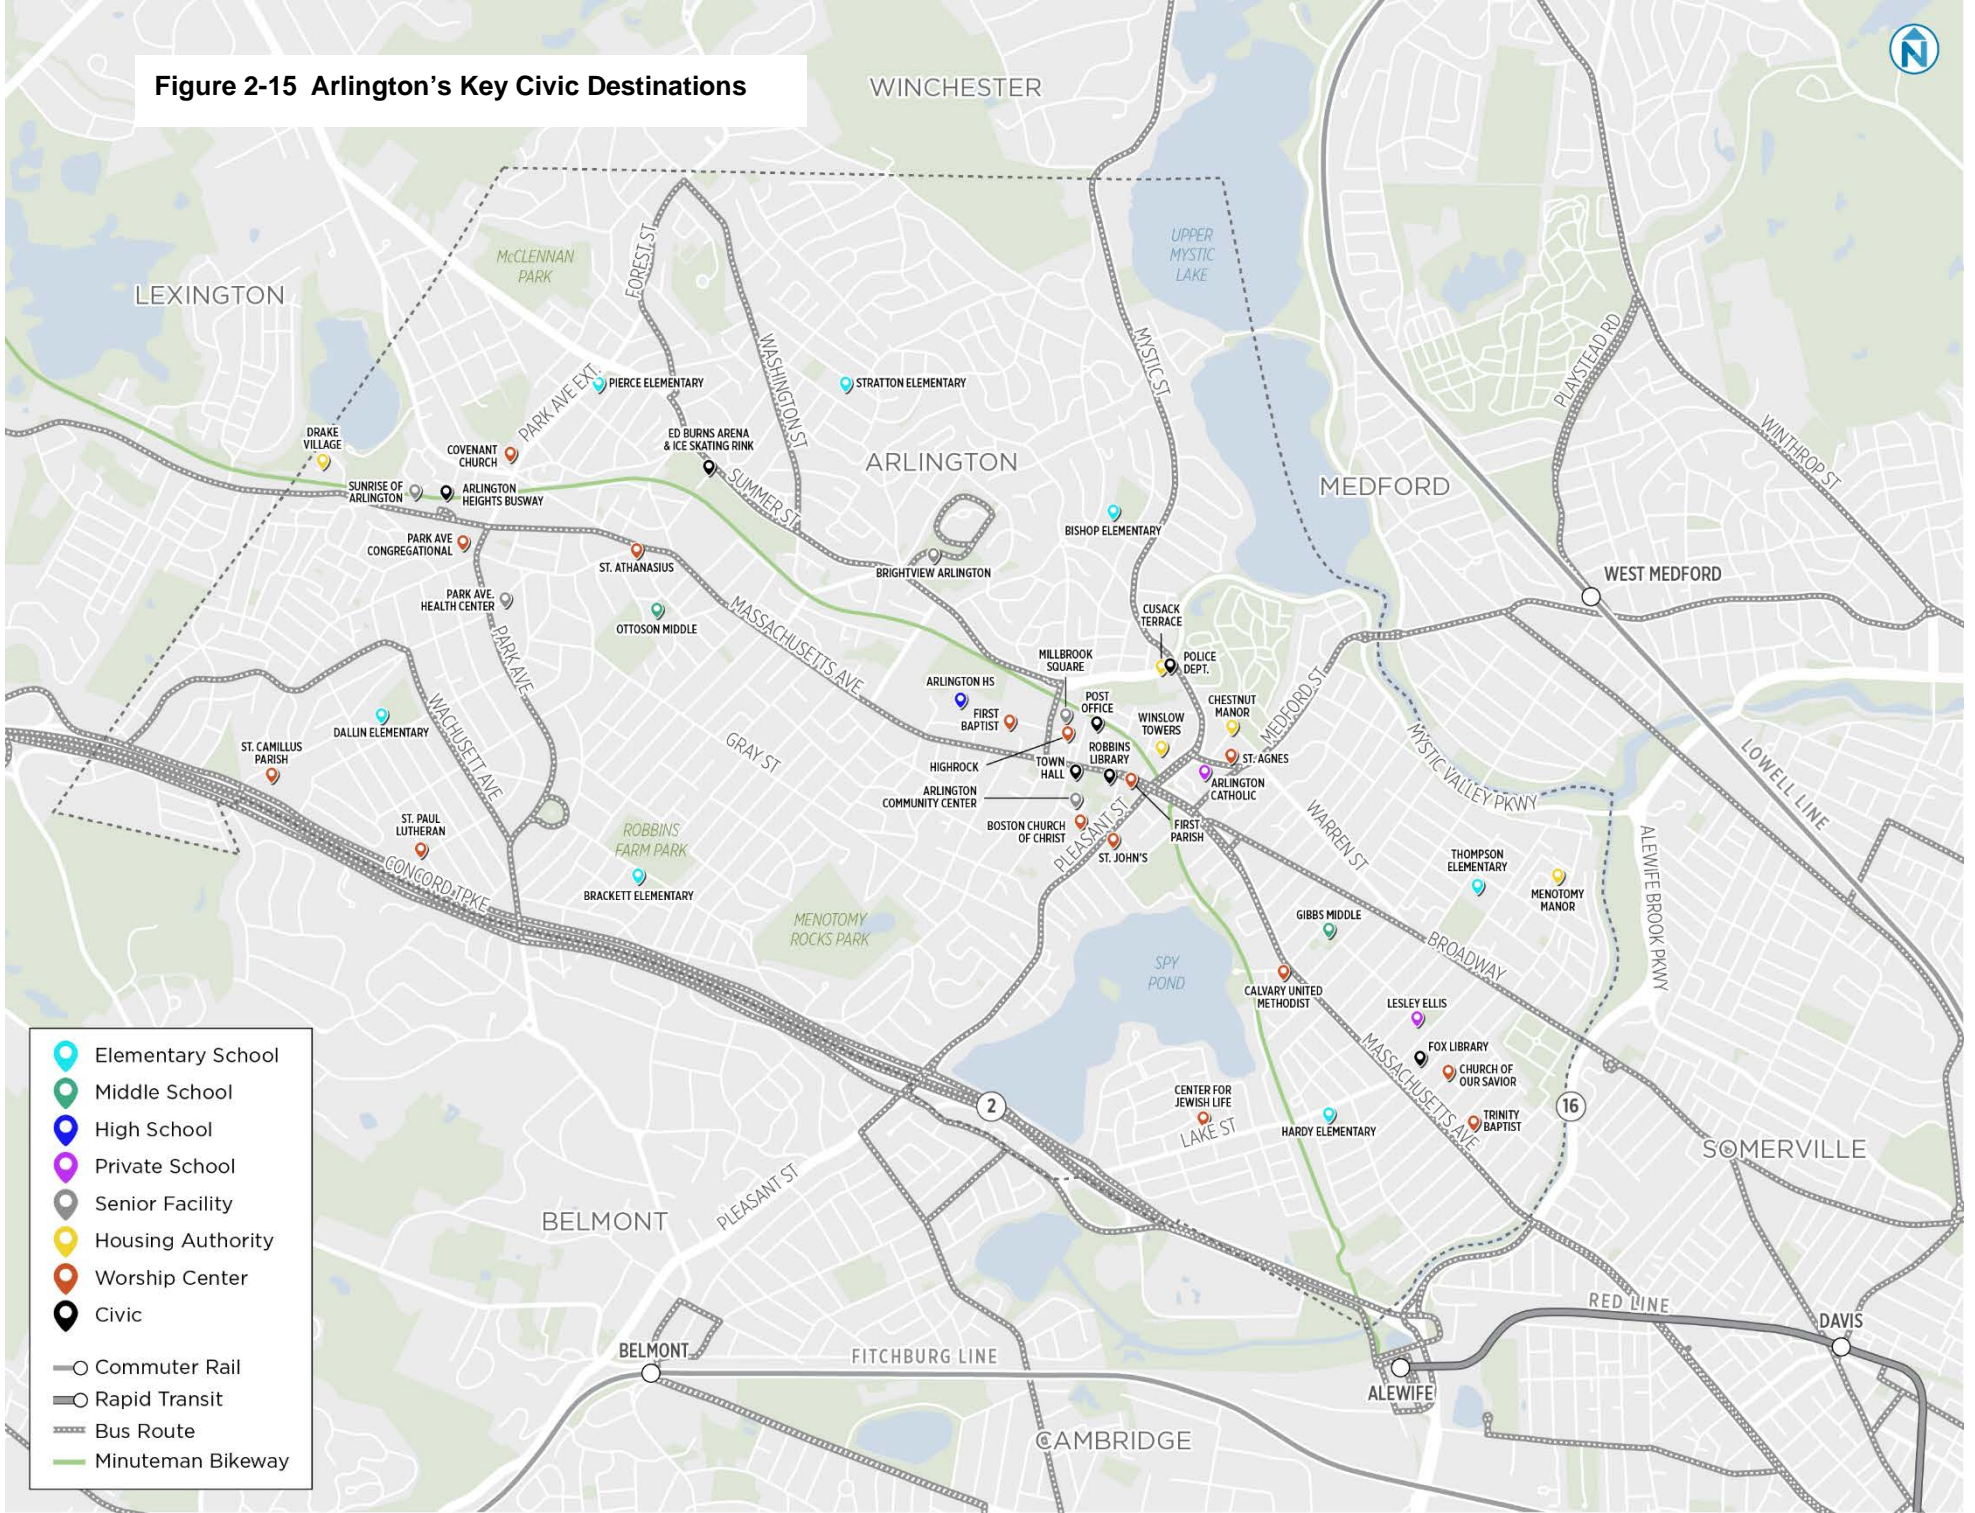 Figure 2-15 Arlington's Key Civic Destinations
N
WINCHESTER
UPPER
MYSTIC
LAKE
McCLENNAN
PARK
FOREST ST
LEXINGTON
MYSTIC ST
PLAYSTEAD RD
WASHINGTON ST
PARK AVE EXT.
PIERCE ELEMENTARY
STRATTON ELEMENTARY
WINTHROP ST
DRAKE
VILLAGE
COVENANT
CHURCH
ED BURNS ARENA
& ICE SKATING RINK
ARLINGTON
MEDFORD
SUNRISE OF
ARLINGTON
ARLINGTON
HEIGHTS BUSWAY
SUMMER ST
BISHOP ELEMENTARY
PARK AVE
CONGREGATIONAL
ST. ATHANASIUS
BRIGHTVIEW ARLINGTON
WEST MEDFORD
PARK AVE.
HEALTH CENTER
OTTOSON MIDDLE
MASSACHUSETTS AVE
CUSACK
TERRACE
PARK AVE
MILLBROOK
SQUARE
POLICE
DEPT.
ARLINGTON HS
POST
OFFICE
CHESTNUT
MANOR
MEDFORD ST
WACHUSETT AVE
DALLIN ELEMENTARY
FIRST
BAPTIST
WINSLOW
TOWERS
ST. CAMILLUS
PARISH
GRAY ST
HIGHROCK
TOWN
HALL
ROBBINS
LIBRARY
ST. AGNES
MYSTIC VALLEY PKWY
LOWELL LINE
ARLINGTON
COMMUNITY CENTER
ARLINGTON
CATHOLIC
ST. PAUL
LUTHERAN
ROBBINS
FARM PARK
BOSTON CHURCH
OF CHRIST
PLEASANT ST
FIRST
PARISH
WARREN ST
ST. JOHN'S
CONCORD TPKE
BRACKETT ELEMENTARY
THOMPSON
ELEMENTARY
MENOTOMY
MANOR
ALEWIFE BROOK PKWY
MENOTOMY
ROCKS PARK
GIBBS MIDDLE
BROADWAY
SPY
POND
CALVARY UNITED
METHODIST
LESLEY ELLIS
MASSACHUSETTS AVE
FOX LIBRARY
CHURCH OF
OUR SAVIOR
CENTER FOR
JEWISH LIFE
2
16
LAKE ST
HARDY ELEMENTARY
TRINITY
BAPTIST
SOMERVILLE
PLEASANT ST
BELMONT
RED LINE
DAVIS
BELMONT
FITCHBURG LINE
ALEWIFE
CAMBRIDGE
Elementary School
Middle School
High School
Private School
Senior Facility
Housing Authority
Worship Center
Civic
Commuter Rail
Rapid Transit
Bus Route
Minuteman Bikeway